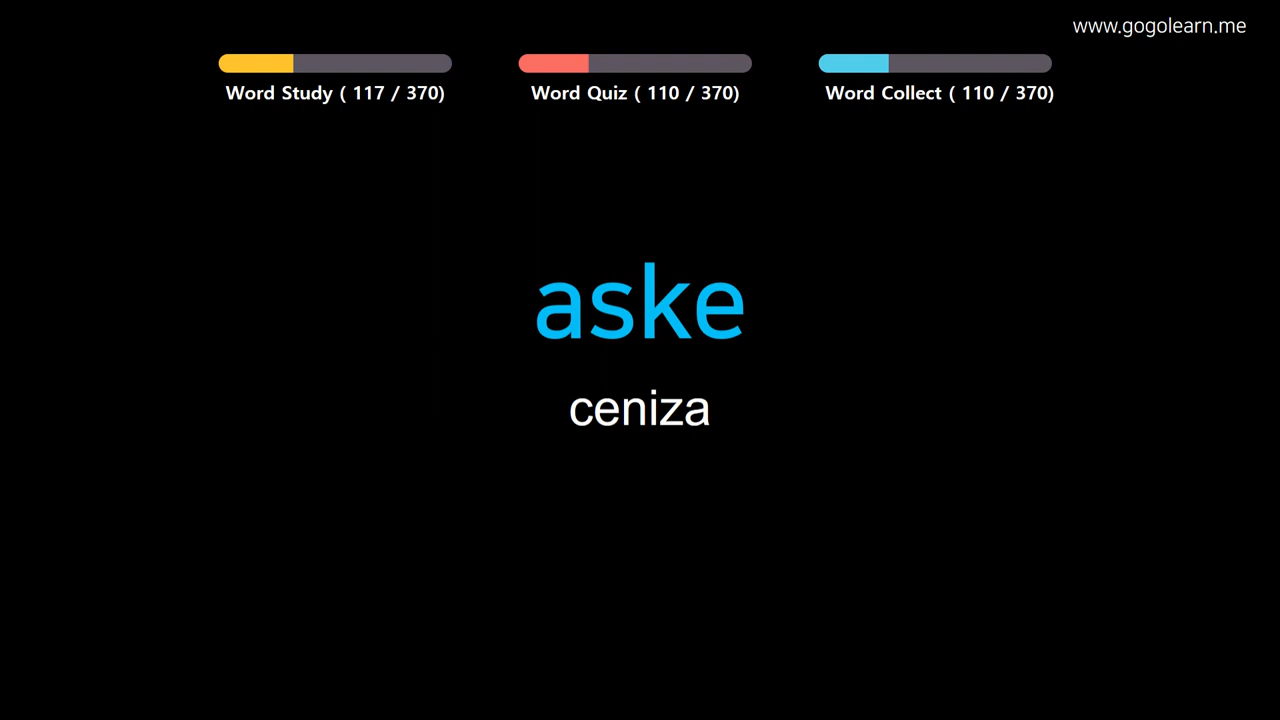 www.gogolearn.me
Word Study ( 117 / 370)
Word Quiz ( 110 / 370)
Word Collect ( 110 / 370)
aske
ceniza